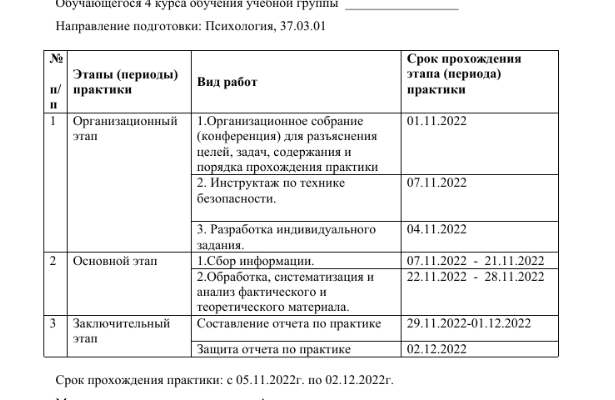 Обучающегося 4 курса обучения учебной группы ________________
Направление подготовки: Психология, 37.03.01
№ п/п
Этапы (периоды) практики
Вид работ
Срок прохождения этапа (периода) практики
1
Организационный этап
1.Организационное собрание
(конференция) для разъяснения
целей, задач, содержания и
порядка прохождения практики
01.11.2022
2. Инструктаж по технике
безопасности.
07.11.2022
3. Разработка индивидуального
задания.
04.11.2022
2
Основной этап
1.Сбор информации.
07.11.2022 - 21.11.2022
2.Обработка, систематизация и
анализ фактического и
теоретического материала.
22.11.2022 - 28.11.2022
3
Заключительный этап
Составление отчета по практике
29.11.2022-01.12.2022
Защита отчета по практике
02.12.2022
Срок прохождения практики: с 05.11.2022г. по 02.12.2022г.